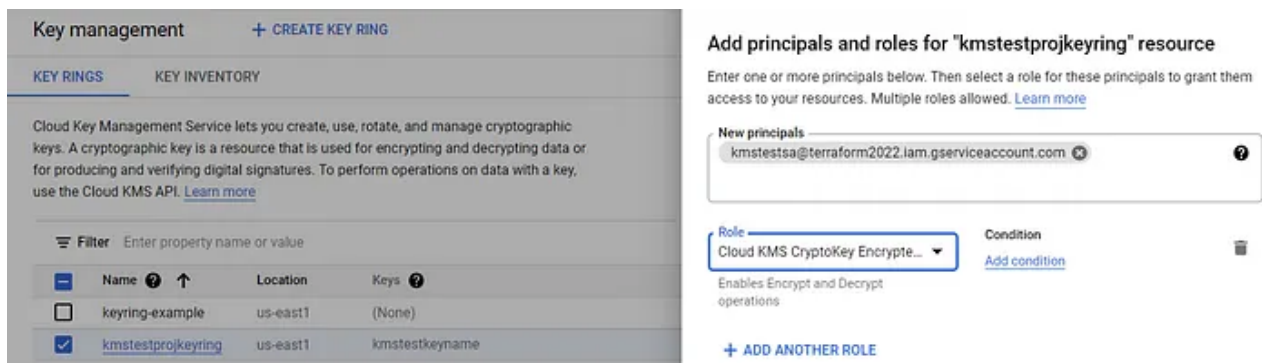 Key management
+ CREATE KEY RING
KEY RINGS
KEY INVENTORY
Cloud Key Management Service lets you create, use, rotate, and manage cryptographic
keys. A cryptographic key is a resource that is used for encrypting and decrypting data or
for producing and verifying digital signatures. To perform operations on data with a key,
use the Cloud KMS API. Learn more
Filter Enter property name or value
Name Location Keys
keyring-example us-east1 (None)
kmstestprojkeyring us-east1 kmstestkeyname
Add principals and roles for "kmstestprojkeyring" resource
Enter one or more principals below. Then select a role for these principals to grant them
access to your resources. Multiple roles allowed. Learn more
New principals
kmstestsa@terraform2022.iam.gserviceaccount.com
Role
Cloud KMS CryptoKey Encrypte...
Condition
Add condition
Enables Encrypt and Decrypt
operations
+ ADD ANOTHER ROLE